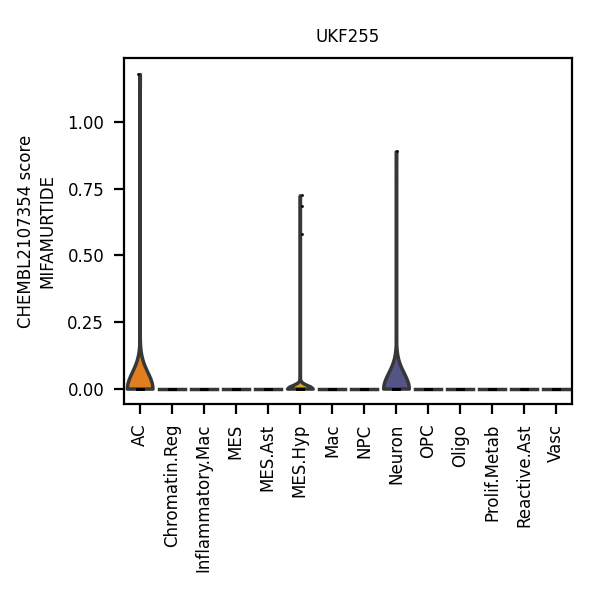 UKF255
CHEMBL2107354 score
MIFAMURTIDE
1.00
0.75
0.50
0.25
0.00
AC
Chromatin.Reg
Inflammatory.Mac
MES
MES.Ast
MES.Hyp
Mac
NPC
Neuron
OPC
Oligo
Prolif.Metab
Reactive.Ast
Vasc